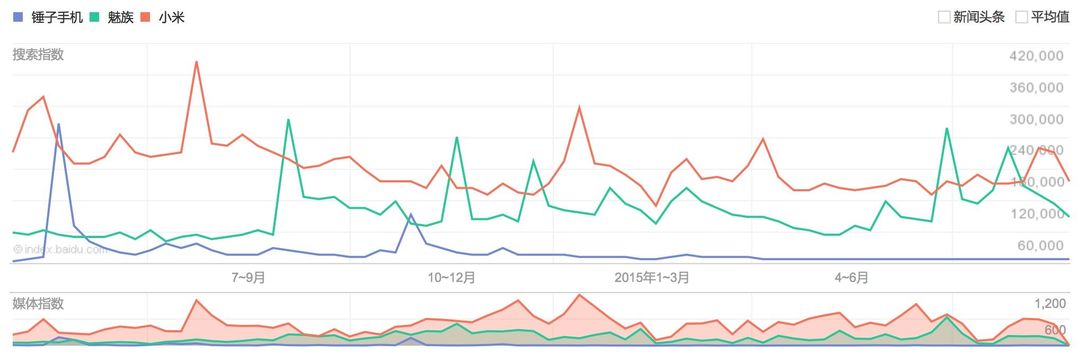 锤子手机 魅族 小米 新闻头条 平均值
搜索指数
420,000
360,000
300,000
240,000
180,000
120,000
60,000
©index.baidu.com
7~9月 10~12月 2015年1~3月 4~6月
媒体指数
1,200
600